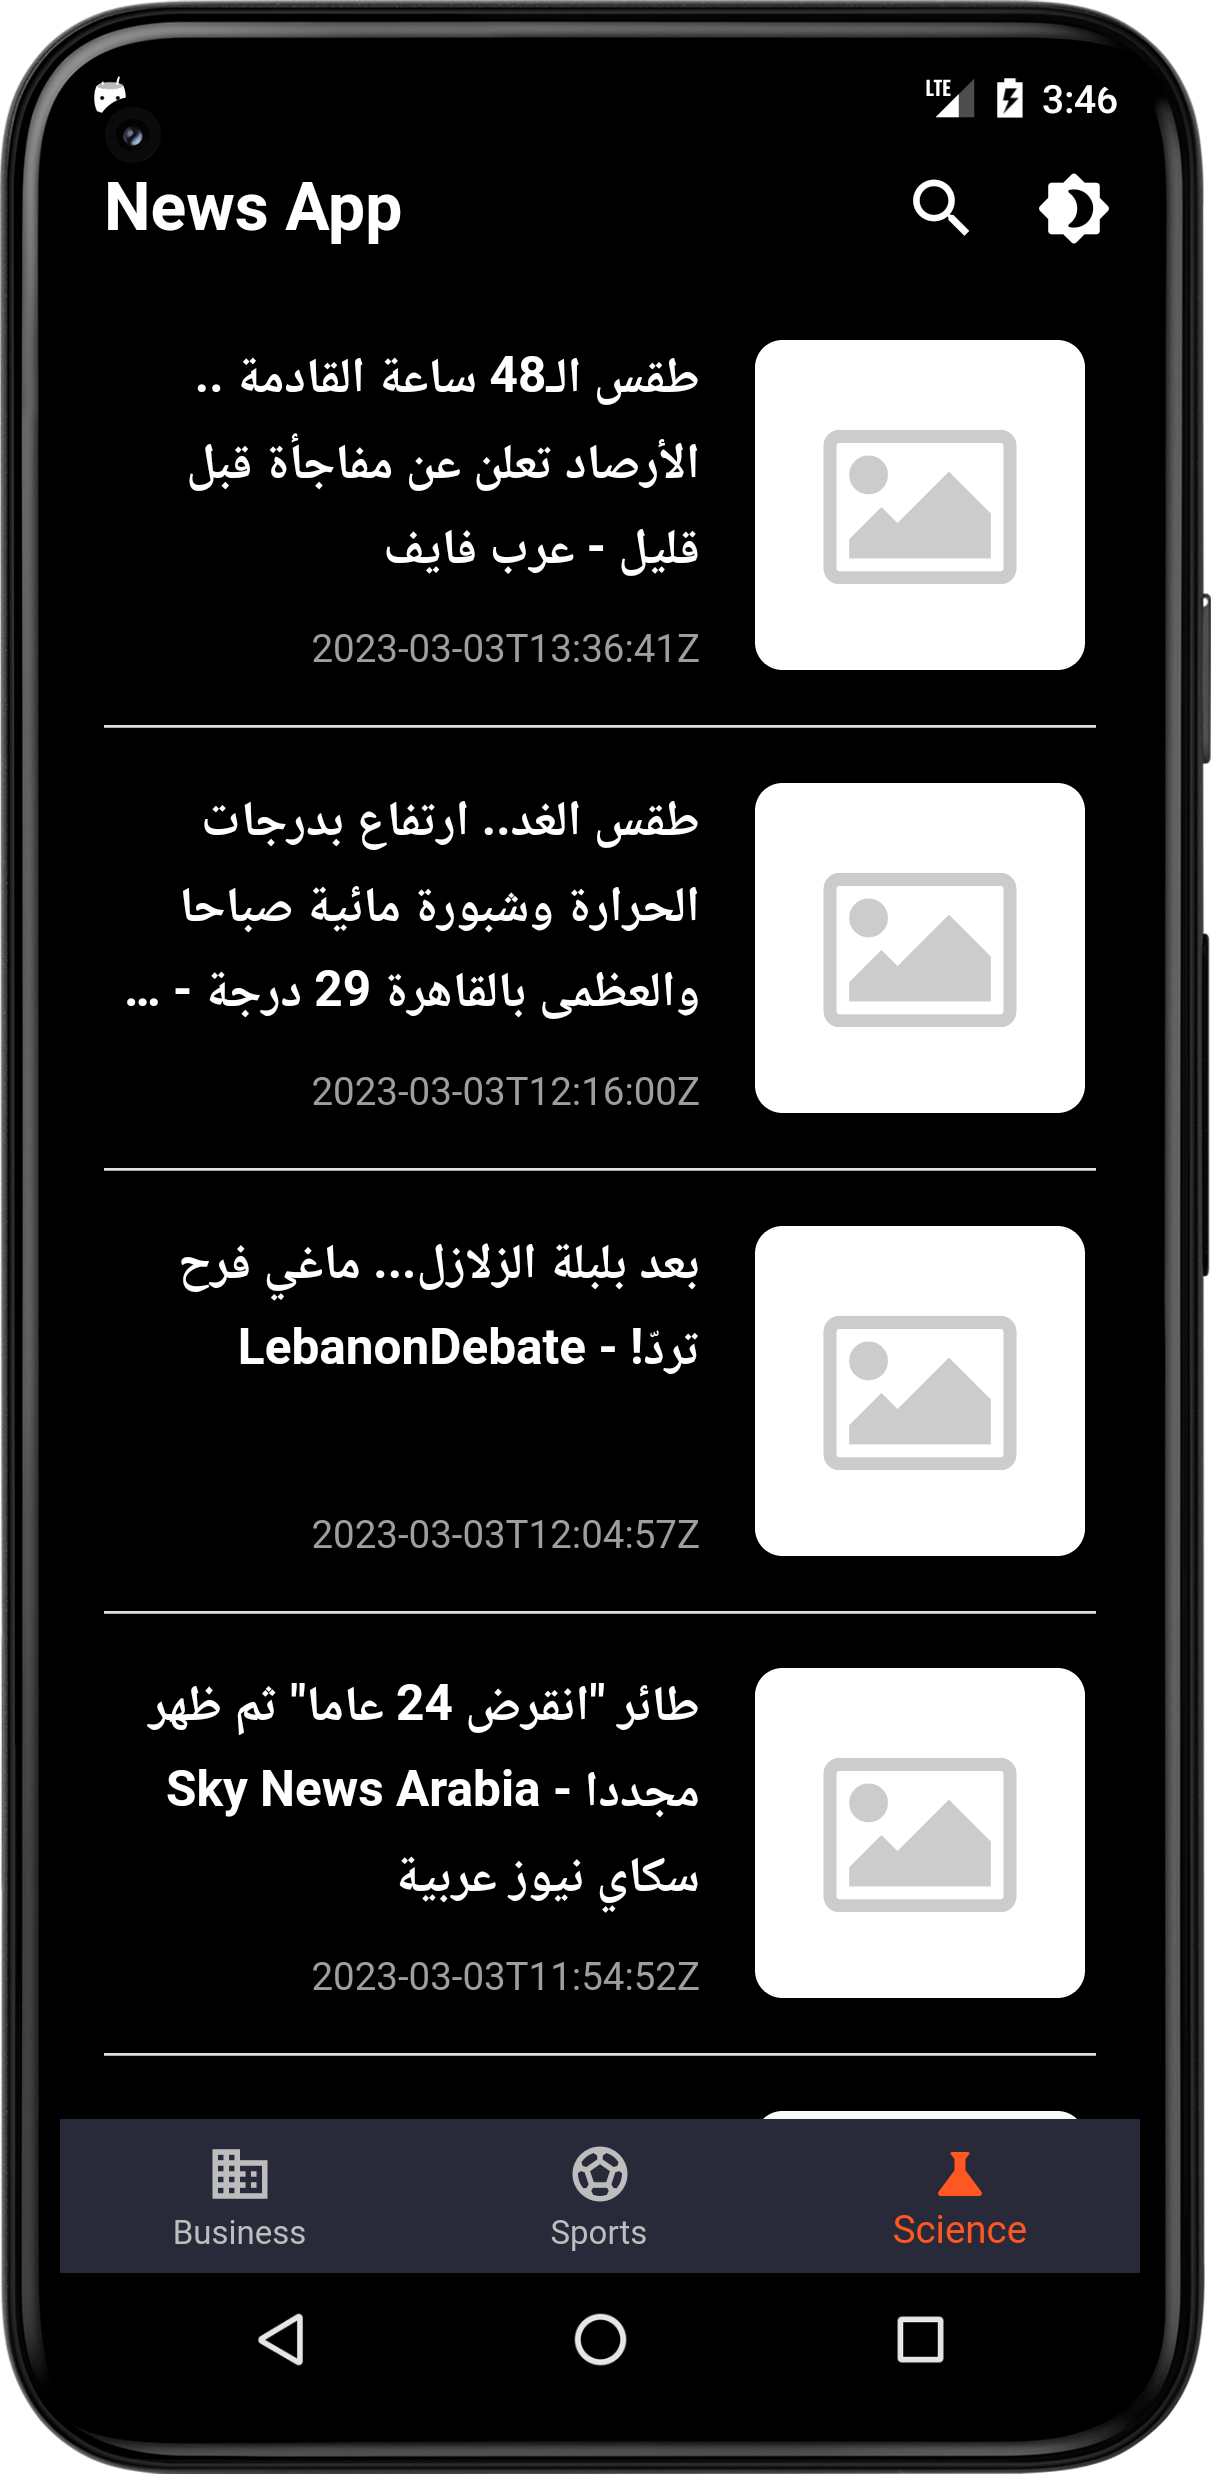 LTE 3:46
News App
طقس الـ48 ساعة القادمة ..
الأرصاد تعلن عن مفاجأة قبل
قليل - عرب فايف
2023-03-03T13:36:41Z
طقس الغد.. ارتفاع بدرجات
الحرارة وشبورة مائية صباحا
والعظمى بالقاهرة 29 درجة - ...
2023-03-03T12:16:00Z
بعد بلبلة الزلازل... ماغي فرح
تردّ! - LebanonDebate
2023-03-03T12:04:57Z
طائر "انقرض 24 عاما" ثم ظهر
مجددا - Sky News Arabia
سكاي نيوز عربية
2023-03-03T11:54:52Z
Business Sports Science